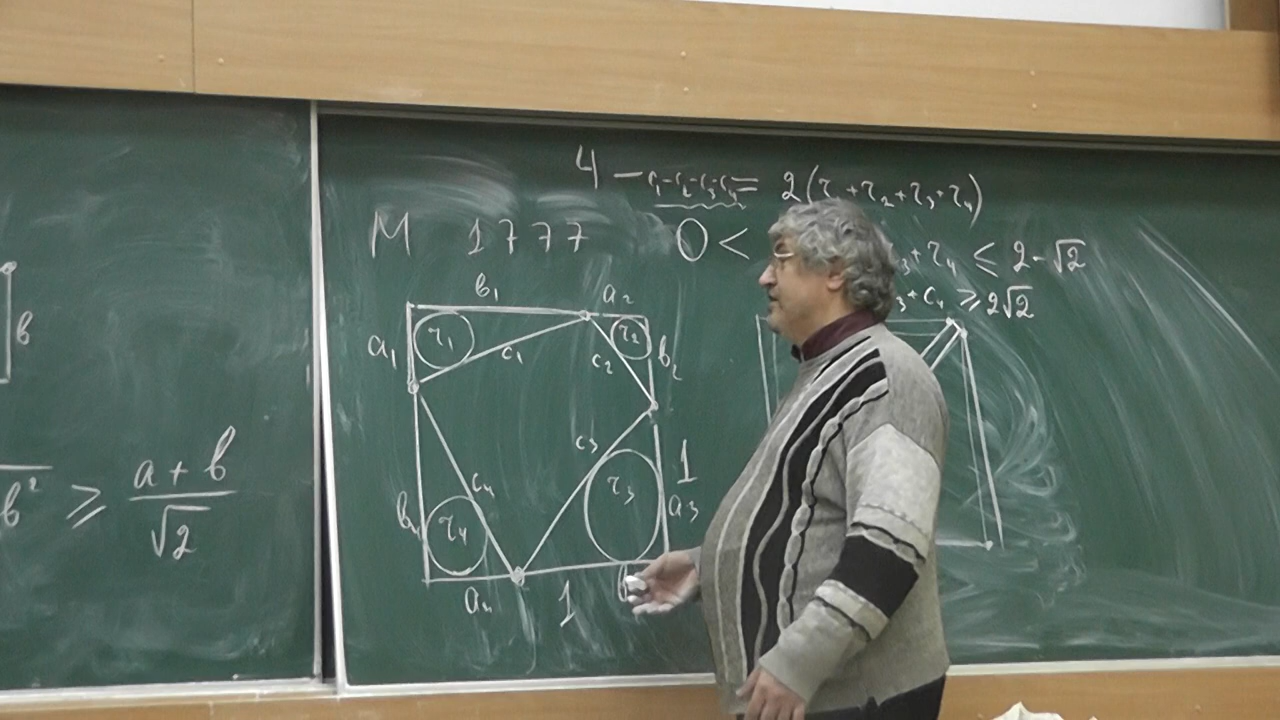 4 - c₁ - c₂ - c₃ - c₄ = 2(r₁ + r₂ + r₃ + r₄)
M 1777
0 <
₃ + r₄ ≤ 2 - √2
₃ + c₄ ≥ 2√2
b₁ a₂
r₁ r₂
a₁ c₁ c₂ b₂
b
c₃
1
r₃
a₃
c₄
b₄ r₄
a₄ 1
b² ≥ (a + b)/√2